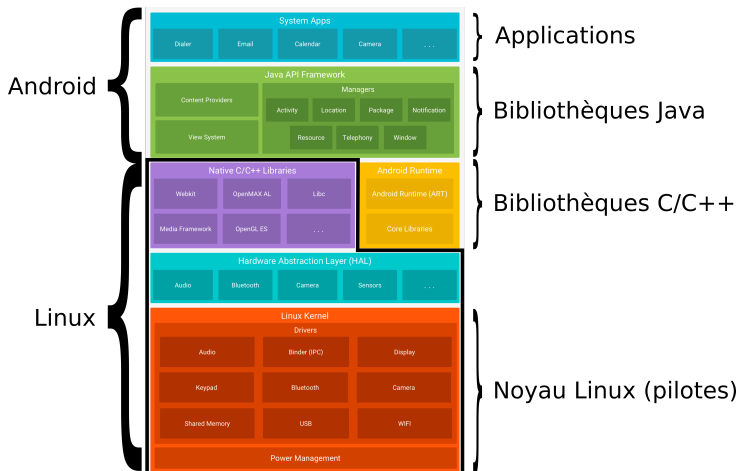 System Apps
Dialer
Email
Calendar
Camera
. . .
Applications
Android
Java API Framework
Content Providers
View System
Managers
Activity
Location
Package
Notification
Resource
Telephony
Window
Bibliothèques Java
Native C/C++ Libraries
Webkit
OpenMAX AL
Libc
Media Framework
OpenGL ES
. . .
Android Runtime
Android Runtime (ART)
Core Libraries
Bibliothèques C/C++
Linux
Hardware Abstraction Layer (HAL)
Audio
Bluetooth
Camera
Sensors
. . .
Linux Kernel
Drivers
Audio
Binder (IPC)
Display
Keypad
Bluetooth
Camera
Shared Memory
USB
WIFI
Power Management
Noyau Linux (pilotes)